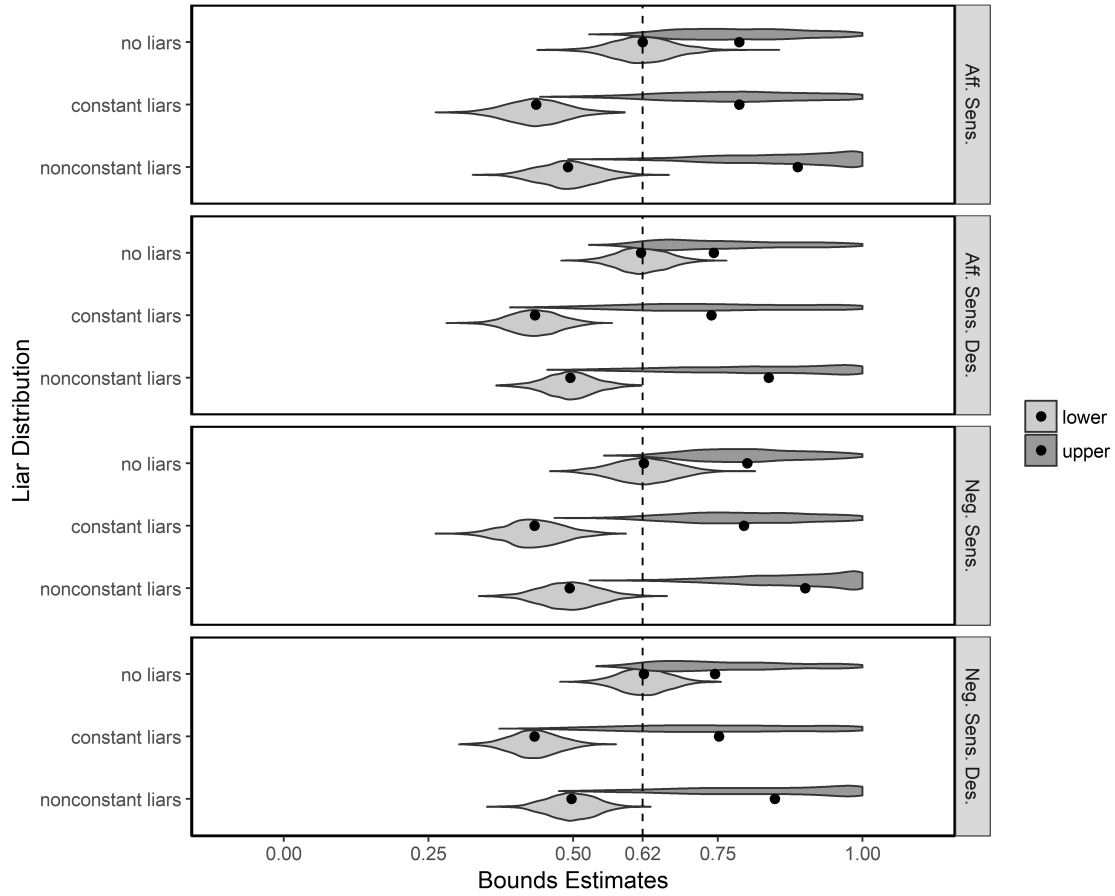 no liars
constant liars
nonconstant liars
Aff. Sens.
no liars
constant liars
nonconstant liars
Aff. Sens. Des.
no liars
constant liars
nonconstant liars
Neg. Sens.
no liars
constant liars
nonconstant liars
Neg. Sens. Des.
Liar Distribution
0.00 0.25 0.50 0.62 0.75 1.00
Bounds Estimates
lower
upper